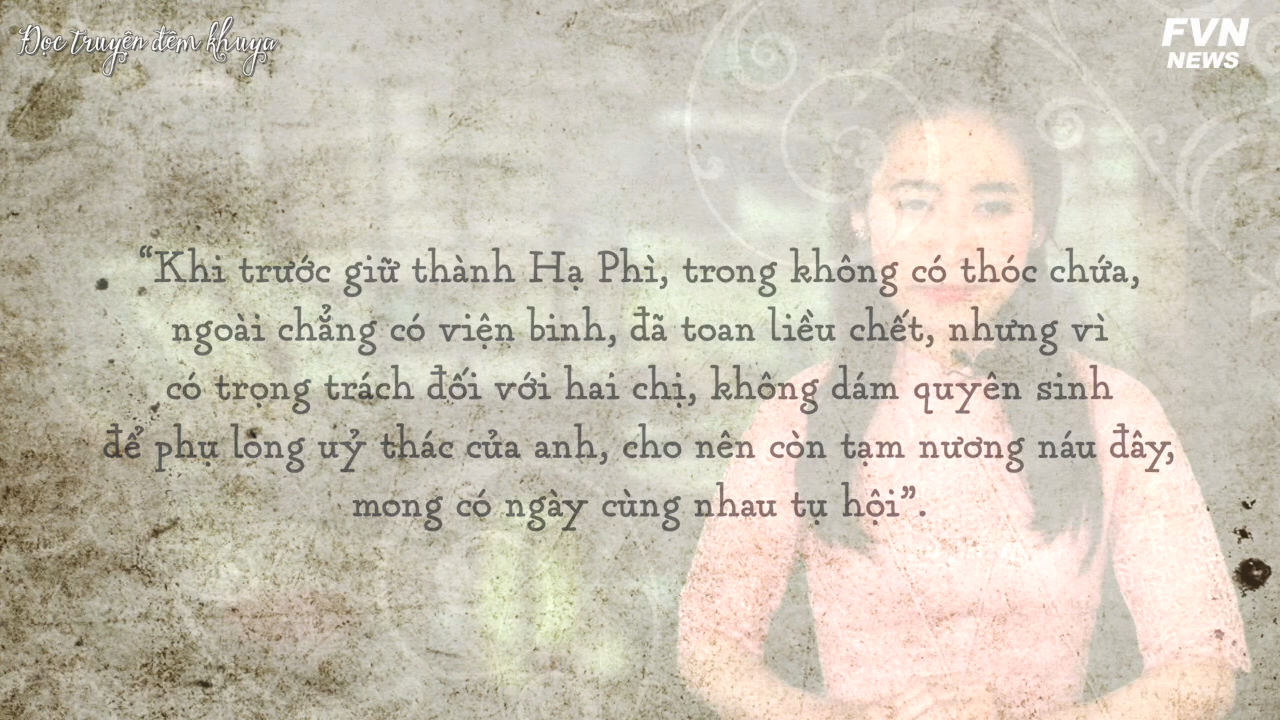 Đọc truyện đêm khuya
FVN
NEWS
“Khi trước giữ thành Hạ Phì, trong không có thóc chứa,
ngoài chẳng có viện binh, đã toan liều chết, nhưng vì
có trọng trách đối với hai chị, không dám quyên sinh
để phụ lòng uỷ thác của anh, cho nên còn tạm nương náu đây,
mong có ngày cùng nhau tụ hội”.